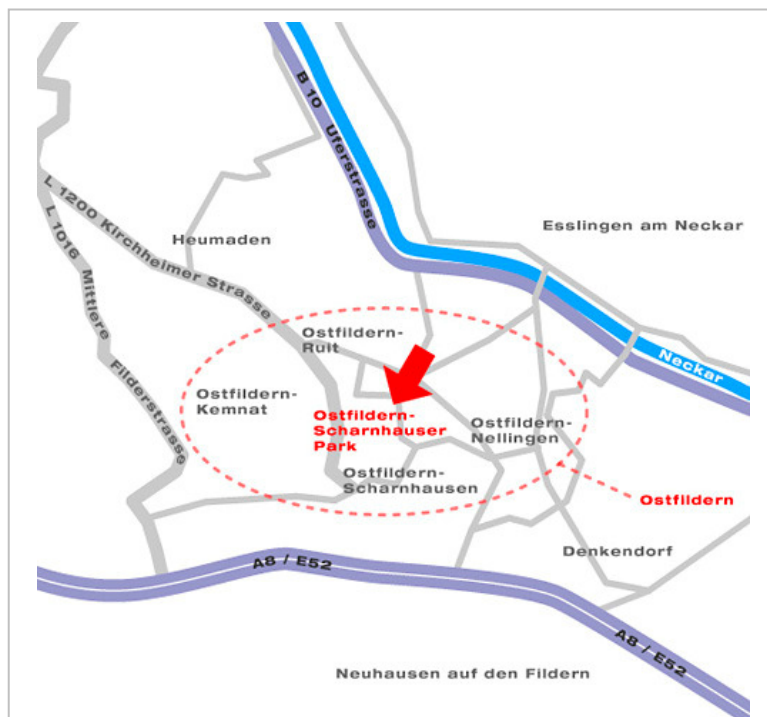 B 10 Uferstrasse
Esslingen am Neckar
L 1200 Kirchheimer Strasse
Heumaden
L 1016 Mittlere Filderstrasse
Ostfildern-
Ruit
Neckar
Ostfildern-
Kemnat
Ostfildern-
Scharnhauser
Park
Ostfildern-
Nellingen
Ostfildern-
Scharnhausen
Ostfildern
Denkendorf
A8 / E52
A8 / E52
Neuhausen auf den Fildern